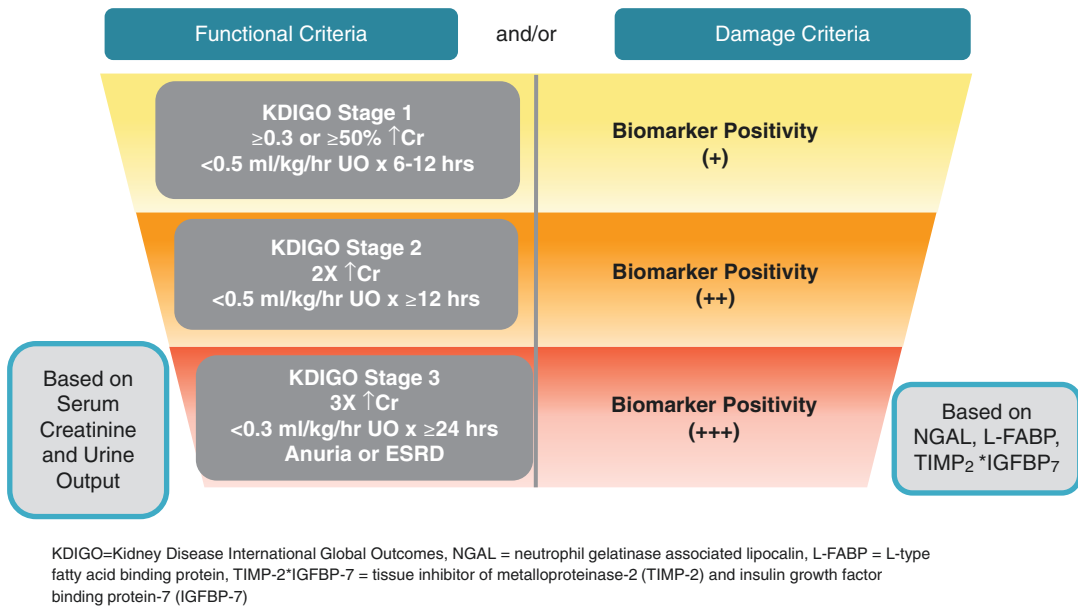 Functional Criteria
and/or
Damage Criteria
KDIGO Stage 1
≥0.3 or ≥50% ↑Cr
<0.5 ml/kg/hr UO x 6-12 hrs
Biomarker Positivity
(+)
KDIGO Stage 2
2X ↑Cr
<0.5 ml/kg/hr UO x ≥12 hrs
Biomarker Positivity
(++)
KDIGO Stage 3
3X ↑Cr
<0.3 ml/kg/hr UO x ≥24 hrs
Anuria or ESRD
Biomarker Positivity
(+++)
Based on
Serum
Creatinine
and Urine
Output
Based on
NGAL, L-FABP,
TIMP₂ *IGFBP₇
KDIGO=Kidney Disease International Global Outcomes, NGAL = neutrophil gelatinase associated lipocalin, L-FABP = L-type
fatty acid binding protein, TIMP-2*IGFBP-7 = tissue inhibitor of metalloproteinase-2 (TIMP-2) and insulin growth factor
binding protein-7 (IGFBP-7)